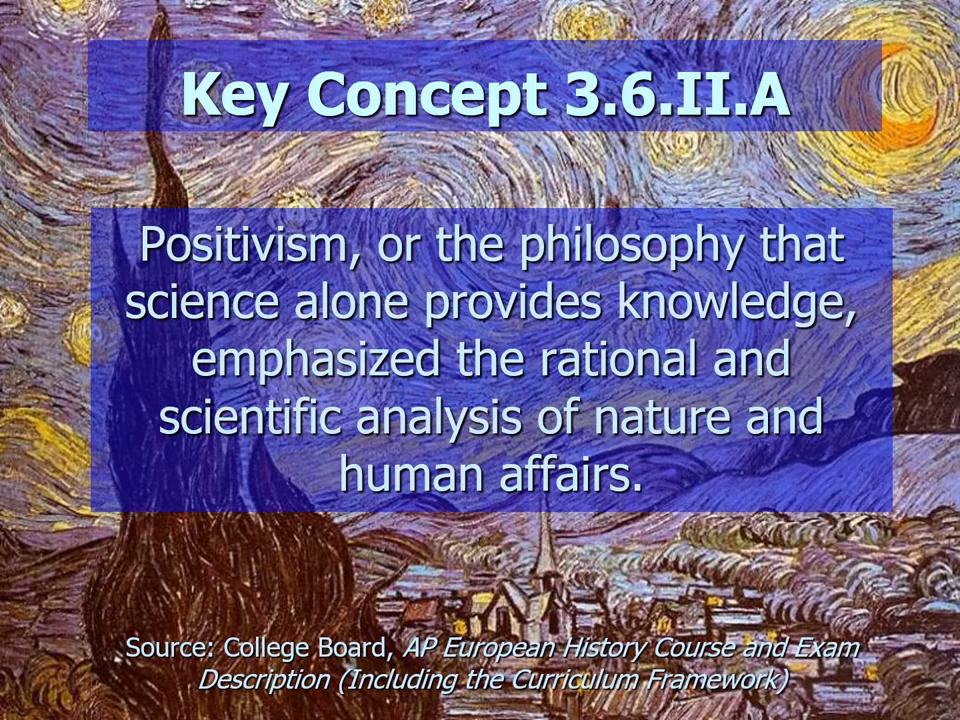 Key Concept 3.6.II.A
Positivism, or the philosophy that
science alone provides knowledge,
emphasized the rational and
scientific analysis of nature and
human affairs.
Source: College Board, AP European History Course and Exam
Description (Including the Curriculum Framework)